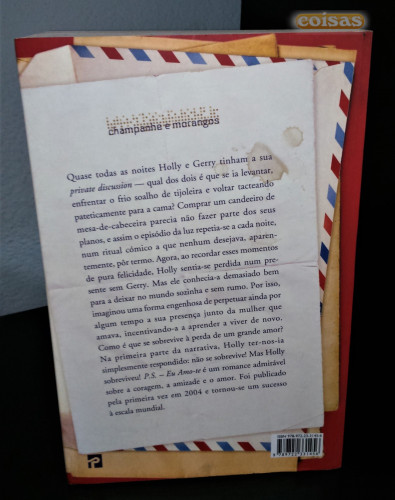 coisas
champanhe e morangos
Quase todas as noites Holly e Gerry tinham a sua
private discussion — qual dos dois é que se ia levantar,
enfrentar o frio soalho de tijoleira e voltar tacteando
pateticamente para a cama? Comprar um candeeiro de
mesa-de-cabeceira parecia não fazer parte dos seus
planos, e assim o episódio da luz repetia-se a cada noite,
num ritual cómico a que nenhum desejava, aparen-
temente, pôr termo. Agora, ao recordar esses momentos
de pura felicidade, Holly sentia-se perdida num pre-
sente sem Gerry. Mas ele conhecia-a demasiado bem
para a deixar no mundo sozinha e sem rumo. Por isso,
imaginou uma forma engenhosa de perpetuar ainda por
algum tempo a sua presença junto da mulher que
amava, incentivando-a a aprender a viver de novo.
Como é que se sobrevive à perda de um grande amor?
Na primeira parte da narrativa, Holly ter-nos-ia
simplesmente respondido: não se sobrevive! Mas Holly
sobreviveu! P.S. – Eu Amo-te é um romance admirável
sobre a coragem, a amizade e o amor. Foi publicado
pela primeira vez em 2004 e tornou-se um sucesso
à escala mundial.